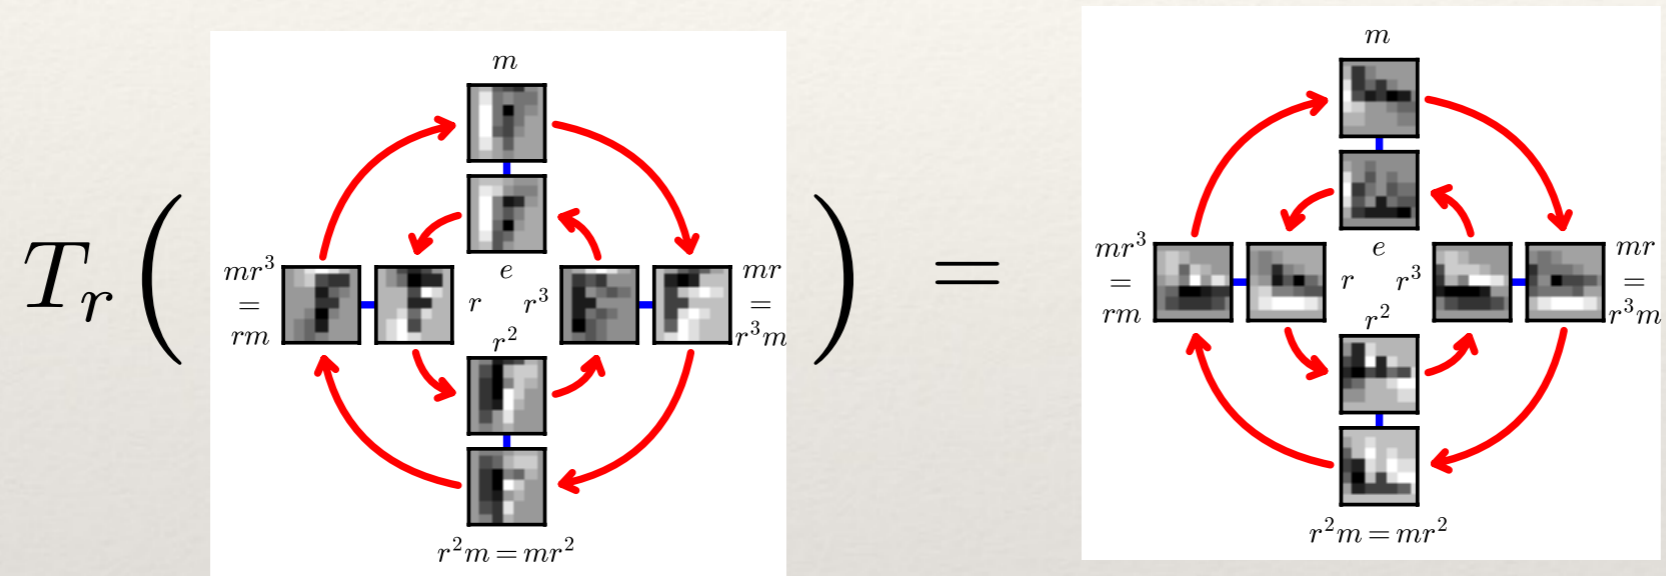 T_r ( ) =
m
e
r r^3
r^2
mr^3
=
rm
mr
=
r^3m
r^2m = mr^2
m
e
r r^3
r^2
mr^3
=
rm
mr
=
r^3m
r^2m = mr^2